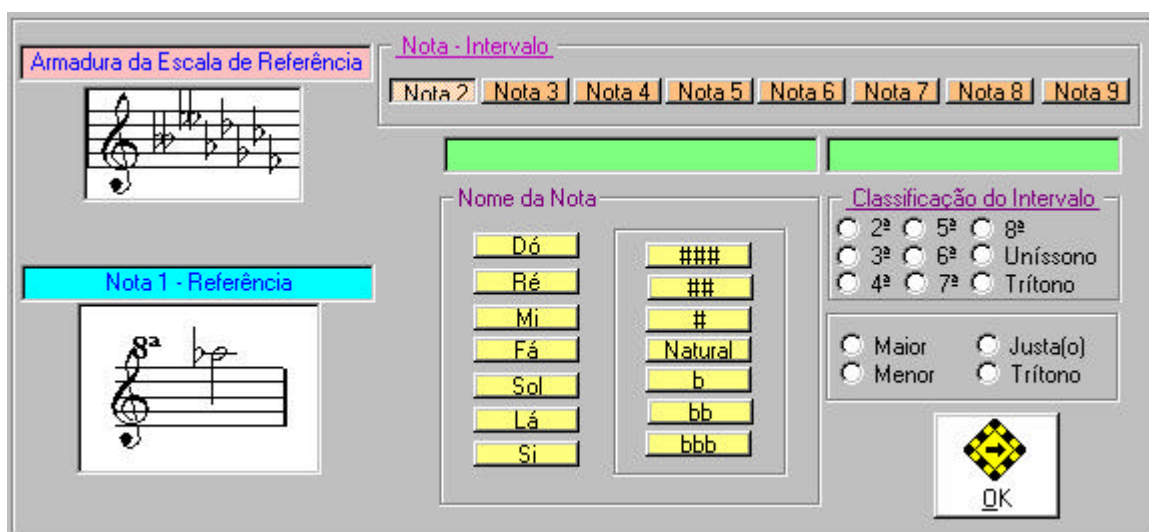 Armadura da Escala de Referência
Nota - Intervalo
Nota 2 Nota 3 Nota 4 Nota 5 Nota 6 Nota 7 Nota 8 Nota 9
Nome da Nota
Dó
Ré
Mi
Fá
Sol
Lá
Si
###
##
#
Natural
b
bb
bbb
Classificação do Intervalo
2ª 5ª 8ª
3ª 6ª Uníssono
4ª 7ª Trítono
Maior Justa(o)
Menor Trítono
Nota 1 - Referência
8ª
OK